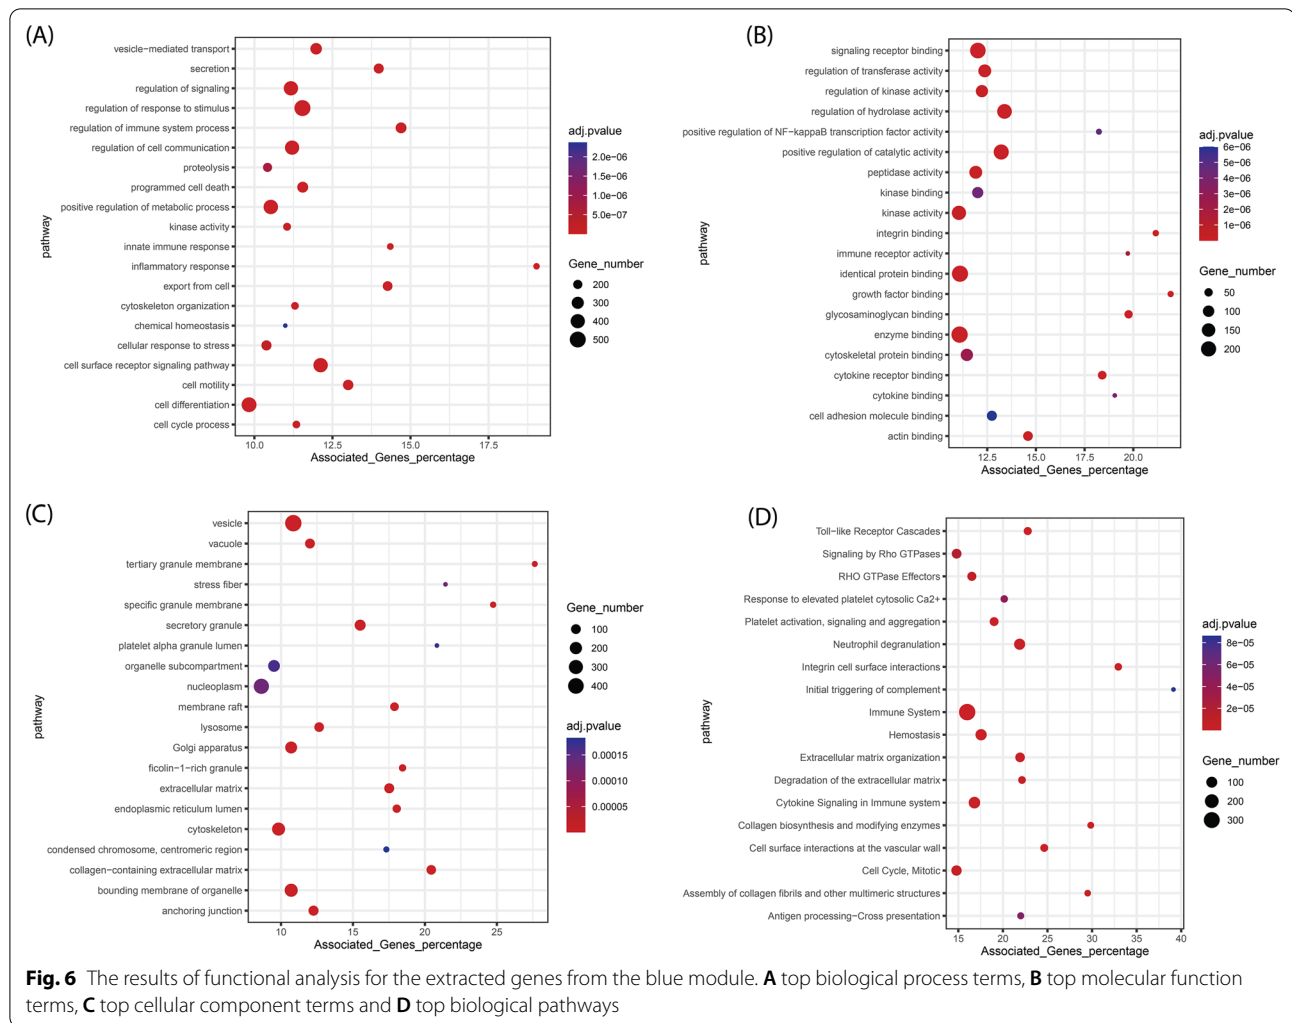 (A)
vesicle−mediated transport
secretion
regulation of signaling
regulation of response to stimulus
regulation of immune system process
regulation of cell communication
proteolysis
programmed cell death
positive regulation of metabolic process
kinase activity
innate immune response
inflammatory response
export from cell
cytoskeleton organization
chemical homeostasis
cellular response to stress
cell surface receptor signaling pathway
cell motility
cell differentiation
cell cycle process
pathway
10.0 12.5 15.0 17.5
Associated_Genes_percentage
adj.pvalue
2.0e−06
1.5e−06
1.0e−06
5.0e−07
Gene_number
200
300
400
500
(B)
signaling receptor binding
regulation of transferase activity
regulation of kinase activity
regulation of hydrolase activity
positive regulation of NF−kappaB transcription factor activity
positive regulation of catalytic activity
peptidase activity
kinase binding
kinase activity
integrin binding
immune receptor activity
identical protein binding
growth factor binding
glycosaminoglycan binding
enzyme binding
cytoskeletal protein binding
cytokine receptor binding
cytokine binding
cell adhesion molecule binding
actin binding
pathway
12.5 15.0 17.5 20.0
Associated_Genes_percentage
adj.pvalue
6e−06
5e−06
4e−06
3e−06
2e−06
1e−06
Gene_number
50
100
150
200
(C)
vesicle
vacuole
tertiary granule membrane
stress fiber
specific granule membrane
secretory granule
platelet alpha granule lumen
organelle subcompartment
nucleoplasm
membrane raft
lysosome
Golgi apparatus
ficolin−1−rich granule
extracellular matrix
endoplasmic reticulum lumen
cytoskeleton
condensed chromosome, centromeric region
collagen−containing extracellular matrix
bounding membrane of organelle
anchoring junction
pathway
10 15 20 25
Associated_Genes_percentage
Gene_number
100
200
300
400
adj.pvalue
0.00015
0.00010
0.00005
(D)
Toll−like Receptor Cascades
Signaling by Rho GTPases
RHO GTPase Effectors
Response to elevated platelet cytosolic Ca2+
Platelet activation, signaling and aggregation
Neutrophil degranulation
Integrin cell surface interactions
Initial triggering of complement
Immune System
Hemostasis
Extracellular matrix organization
Degradation of the extracellular matrix
Cytokine Signaling in Immune system
Collagen biosynthesis and modifying enzymes
Cell surface interactions at the vascular wall
Cell Cycle, Mitotic
Assembly of collagen fibrils and other multimeric structures
Antigen processing−Cross presentation
pathway
15 20 25 30 35 40
Associated_Genes_percentage
adj.pvalue
8e−05
6e−05
4e−05
2e−05
Gene_number
100
200
300
Fig. 6 The results of functional analysis for the extracted genes from the blue module. A top biological process terms, B top molecular function
terms, C top cellular component terms and D top biological pathways